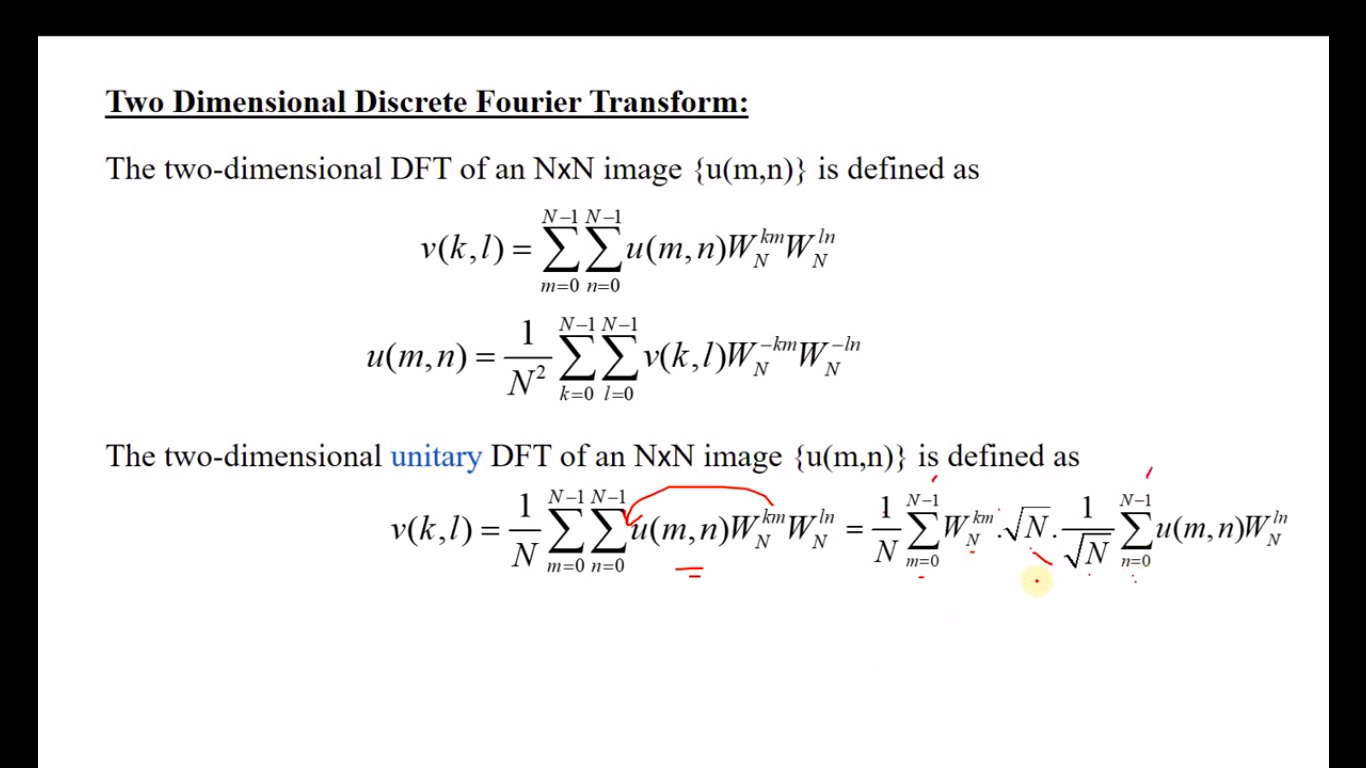 Two Dimensional Discrete Fourier Transform:
The two-dimensional DFT of an NxN image {u(m,n)} is defined as
v(k,l) = \sum_{m=0}^{N-1} \sum_{n=0}^{N-1} u(m,n) W_N^{km} W_N^{ln}
u(m,n) = \frac{1}{N^2} \sum_{k=0}^{N-1} \sum_{l=0}^{N-1} v(k,l) W_N^{-km} W_N^{-ln}
The two-dimensional unitary DFT of an NxN image {u(m,n)} is defined as
v(k,l) = \frac{1}{N} \sum_{m=0}^{N-1} \sum_{n=0}^{N-1} u(m,n) W_N^{km} W_N^{ln} = \frac{1}{N} \sum_{m=0}^{N-1} W_N^{km} . \sqrt{N} . \frac{1}{\sqrt{N}} \sum_{n=0}^{N-1} u(m,n) W_N^{ln}